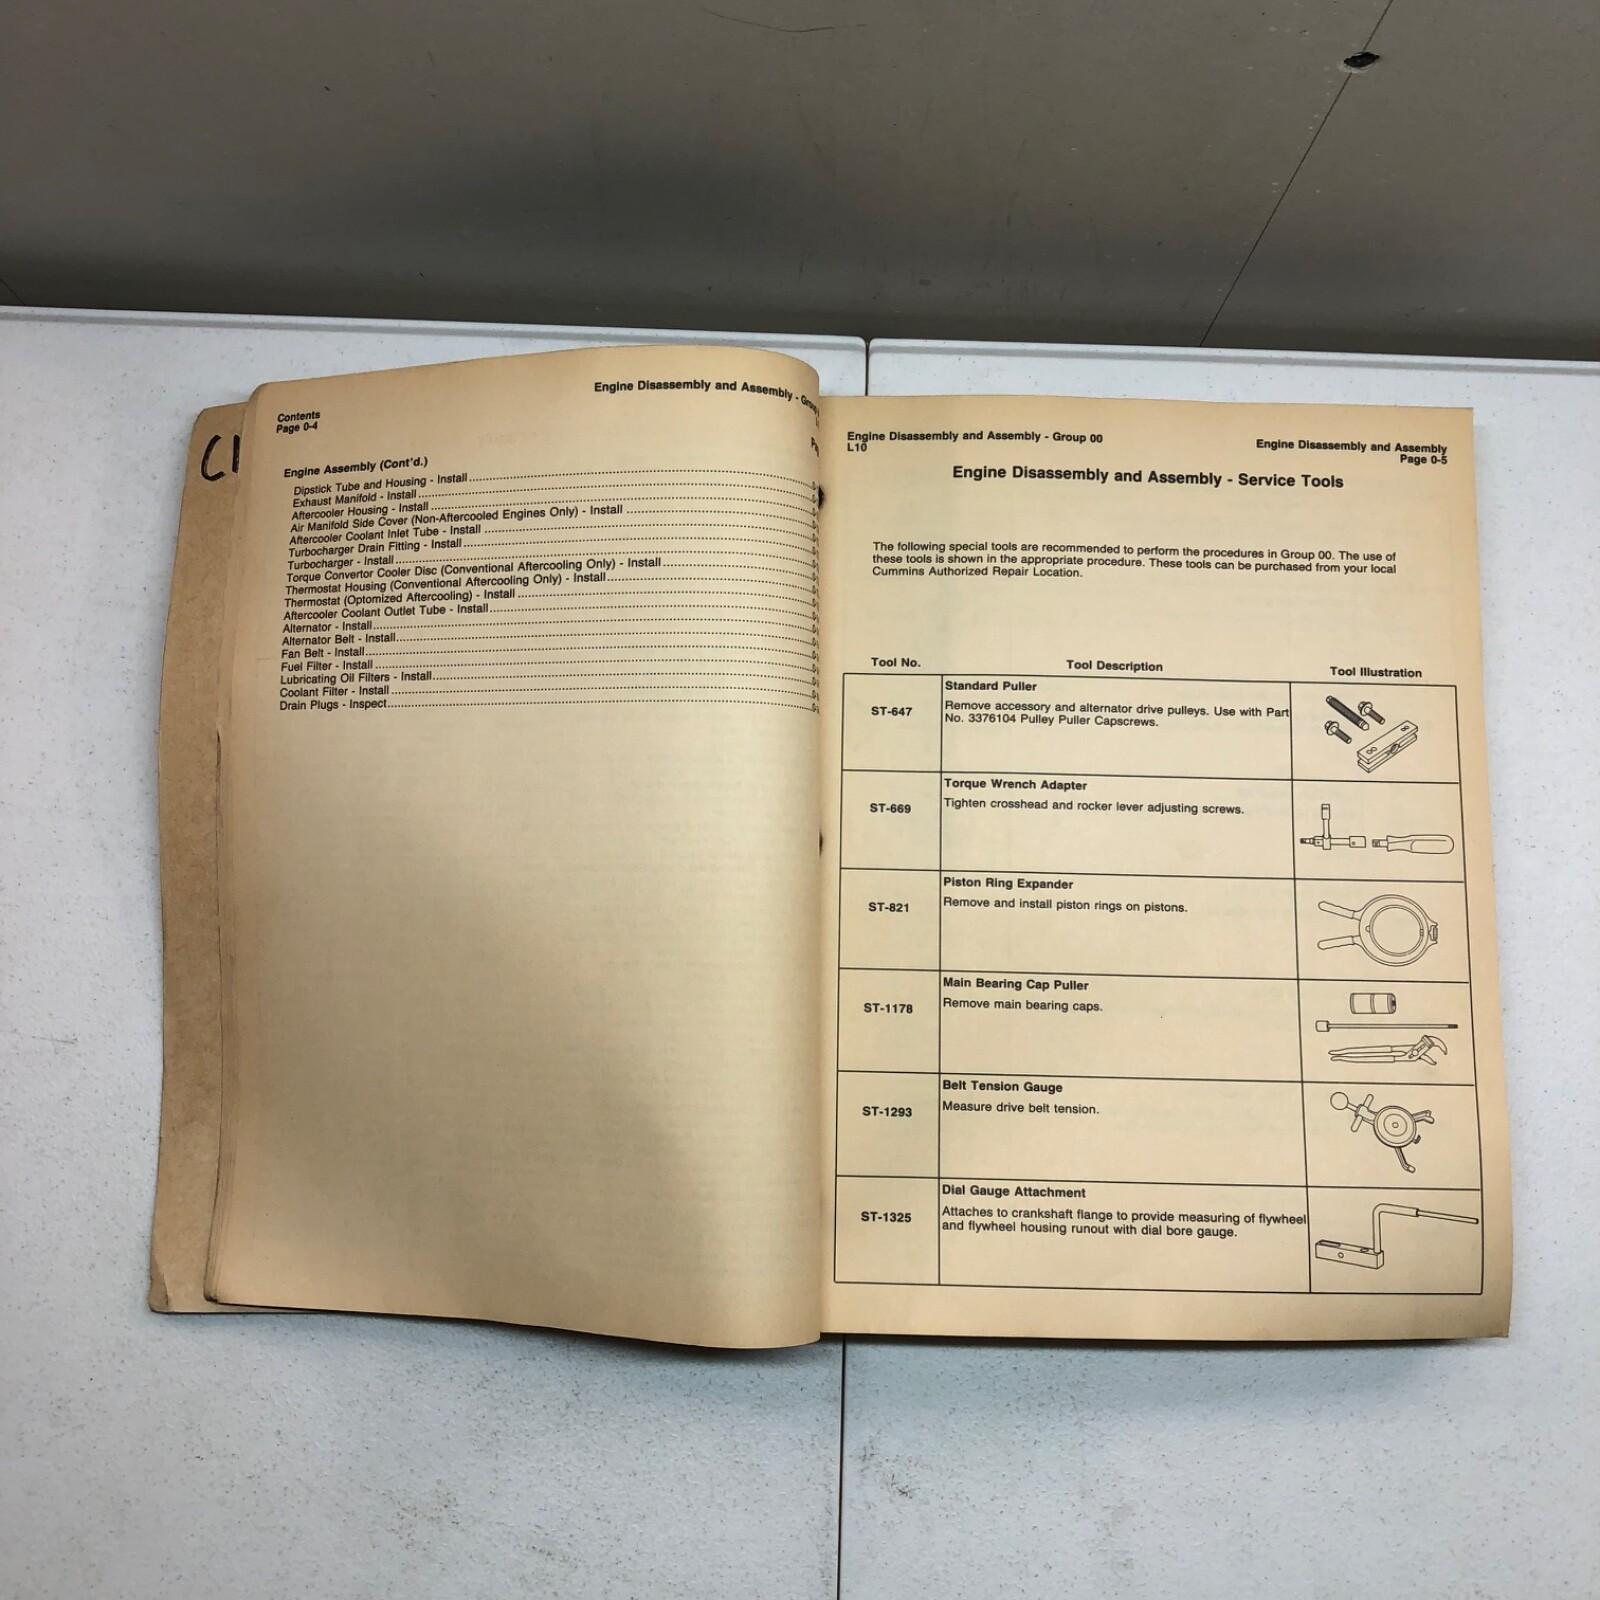 C
Contents
Page 0-4
Engine Disassembly and Assembly -
Engine Assembly (Cont'd.)
Dipstick Tube and Housing - Install
Exhaust Manifold - Install
Aftercooler Housing - Install
Air Manifold Side Cover (Non-Aftercooled Engines Only) - Install
Aftercooler Coolant Inlet Tube - Install
Turbocharger Drain Fitting - Install
Turbocharger - Install
Torque Convertor Cooler Disc (Conventional Aftercooling Only) - Install
Thermostat Housing (Conventional Aftercooling Only) - Install
Thermostat (Optomized Aftercooling) - Install
Aftercooler Coolant Outlet Tube - Install
Alternator - Install
Alternator Belt - Install
Fan Belt - Install
Fuel Filter - Install
Lubricating Oil Filters - Install
Coolant Filter - Install
Drain Plugs - Inspect
Engine Disassembly and Assembly - Group 00
L10
Engine Disassembly and Assembly
Page 0-5
Engine Disassembly and Assembly - Service Tools
The following special tools are recommended to perform the procedures in Group 00. The use of
these tools is shown in the appropriate procedure. These tools can be purchased from your local
Cummins Authorized Repair Location.
Tool No. Tool Description Tool Illustration
Standard Puller
ST-647
Remove accessory and alternator drive pulleys. Use with Part
No. 3376104 Pulley Puller Capscrews.
Torque Wrench Adapter
ST-669
Tighten crosshead and rocker lever adjusting screws.
Piston Ring Expander
ST-821
Remove and install piston rings on pistons.
Main Bearing Cap Puller
ST-1178
Remove main bearing caps.
Belt Tension Gauge
ST-1293
Measure drive belt tension.
Dial Gauge Attachment
ST-1325
Attaches to crankshaft flange to provide measuring of flywheel
and flywheel housing runout with dial bore gauge.